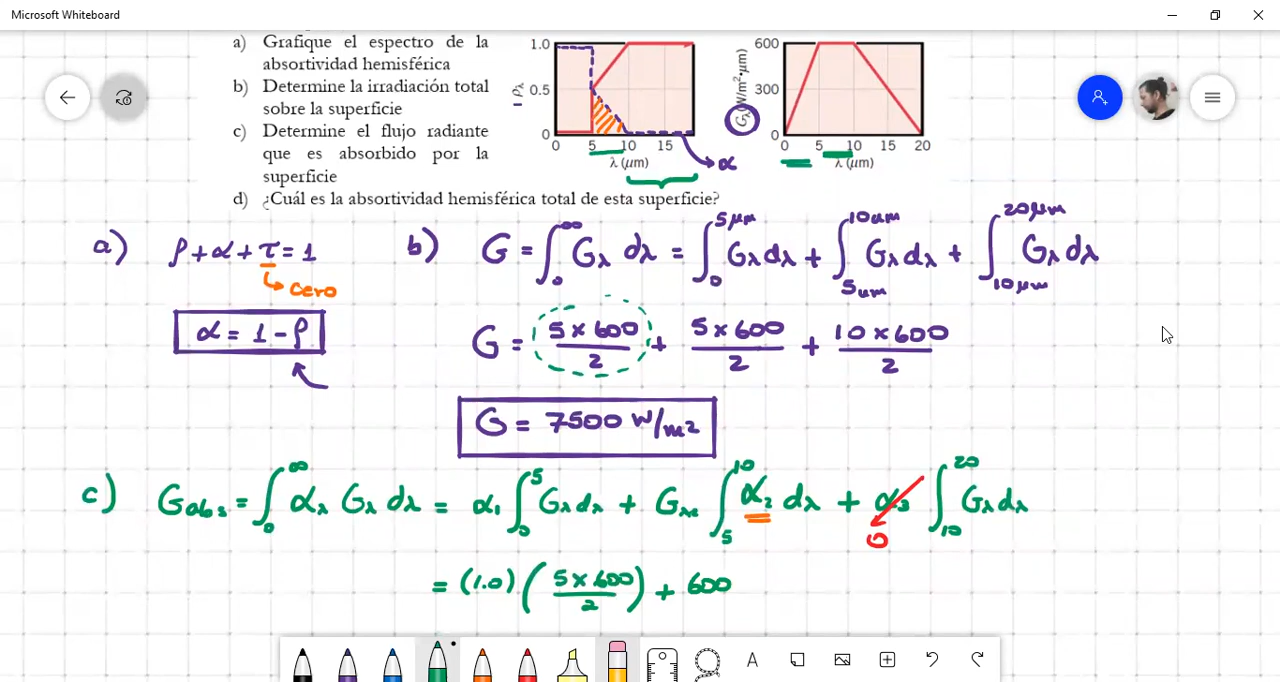 Microsoft Whiteboard
a) Grafique el espectro de la
absortividad hemisférica
b) Determine la irradiación total
sobre la superficie
c) Determine el flujo radiante
que es absorbido por la
superficie
d) ¿Cuál es la absortividad hemisférica total de esta superficie?
1.0
0.5
0
ρλ
0 5 10 15
λ (μm)
α
600
300
0
Gλ W/m²•μm)
0 5 10 15 20
λ (μm)
a) ρ + α + τ = 1
cero
α = 1 - ρ
b) G = ∫₀^∞ Gλ dλ = ∫₀^5μm Gλ dλ + ∫5μm^10μm Gλ dλ + ∫10μm^20μm Gλ dλ
G = 5 x 600 / 2 + 5 x 600 / 2 + 10 x 600 / 2
G = 7500 W/m²
c) Gabs = ∫₀^∞ αλ Gλ dλ = α₁ ∫₀^5 Gλ dλ + Gλ ∫5^10 α₂ dλ + α₃ ∫10^20 Gλ dλ
0
= (1.0) (5 x 600 / 2) + 600
A